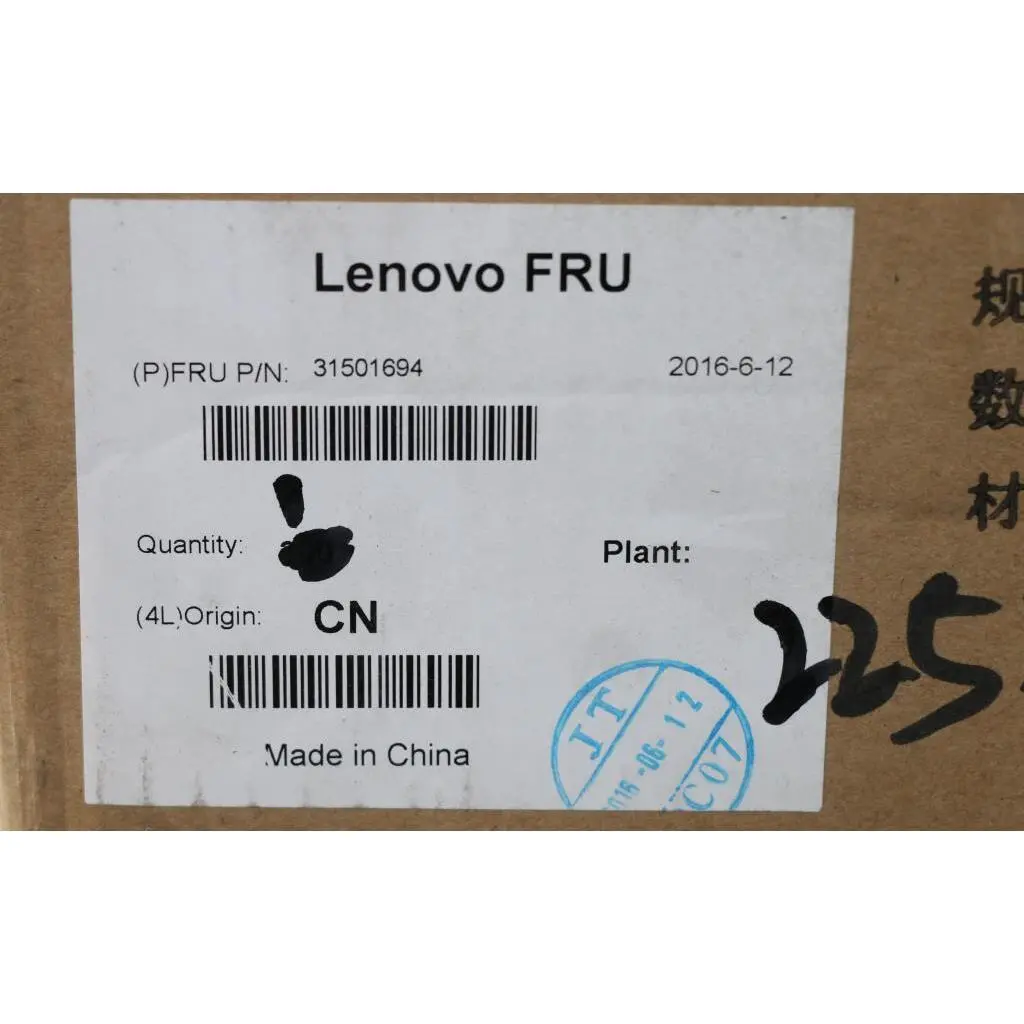 Lenovo FRU
(P)FRU P/N: 31501694 2016-6-12
Quantity:
Plant:
(4L)Origin: CN
Made in China
225
JT
016-06-12
C07
规
数
材